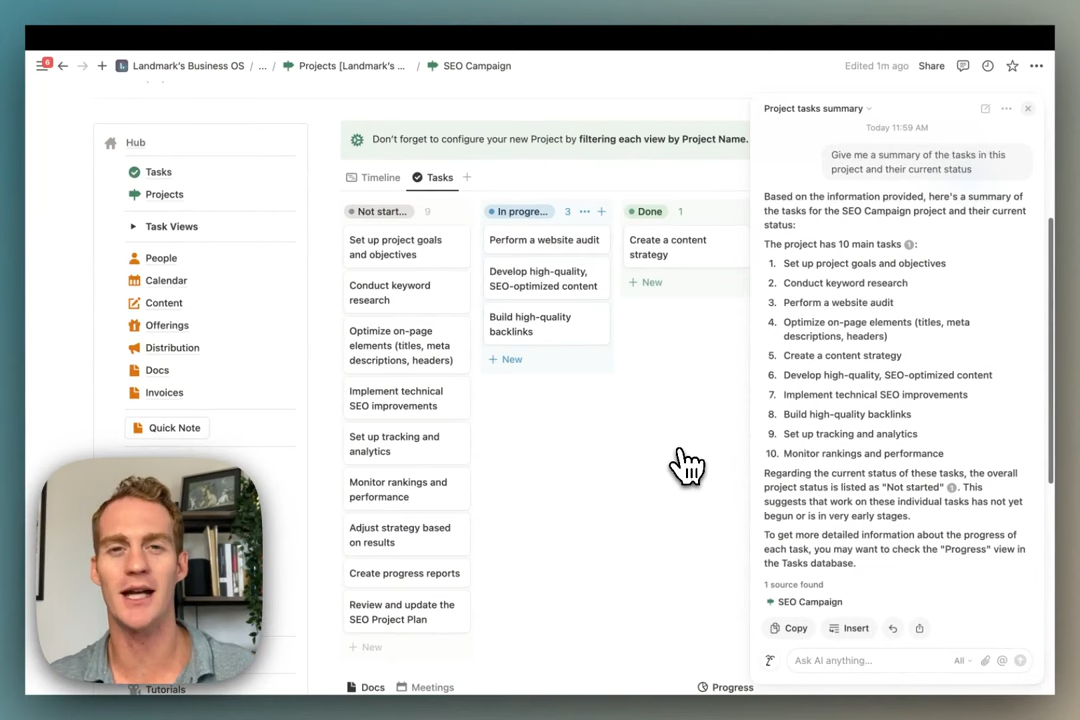 6
Landmark's Business OS / ... / Projects [Landmark's ... / SEO Campaign
Edited 1m ago
Share
Hub
Tasks
Projects
Task Views
People
Calendar
Content
Offerings
Distribution
Docs
Invoices
Quick Note
Tutorials
Don't forget to configure your new Project by filtering each view by Project Name.
Timeline
Tasks
Not start... 9
Set up project goals
and objectives
Conduct keyword
research
Optimize on-page
elements (titles, meta
descriptions, headers)
Implement technical
SEO improvements
Set up tracking and
analytics
Monitor rankings and
performance
Adjust strategy based
on results
Create progress reports
Review and update the
SEO Project Plan
+ New
In progre... 3
Perform a website audit
Develop high-quality,
SEO-optimized content
Build high-quality
backlinks
+ New
Done 1
Create a content
strategy
+ New
Docs
Meetings
Progress
Project tasks summary
Today 11:59 AM
Give me a summary of the tasks in this
project and their current status
Based on the information provided, here's a summary of
the tasks for the SEO Campaign project and their current
status:
The project has 10 main tasks 1:
1. Set up project goals and objectives
2. Conduct keyword research
3. Perform a website audit
4. Optimize on-page elements (titles, meta
descriptions, headers)
5. Create a content strategy
6. Develop high-quality, SEO-optimized content
7. Implement technical SEO improvements
8. Build high-quality backlinks
9. Set up tracking and analytics
10. Monitor rankings and performance
Regarding the current status of these tasks, the overall
project status is listed as "Not started" 1. This
suggests that work on these individual tasks has not yet
begun or is in very early stages.
To get more detailed information about the progress of
each task, you may want to check the "Progress" view in
the Tasks database.
1 source found
SEO Campaign
Copy
Insert
Ask AI anything...
All